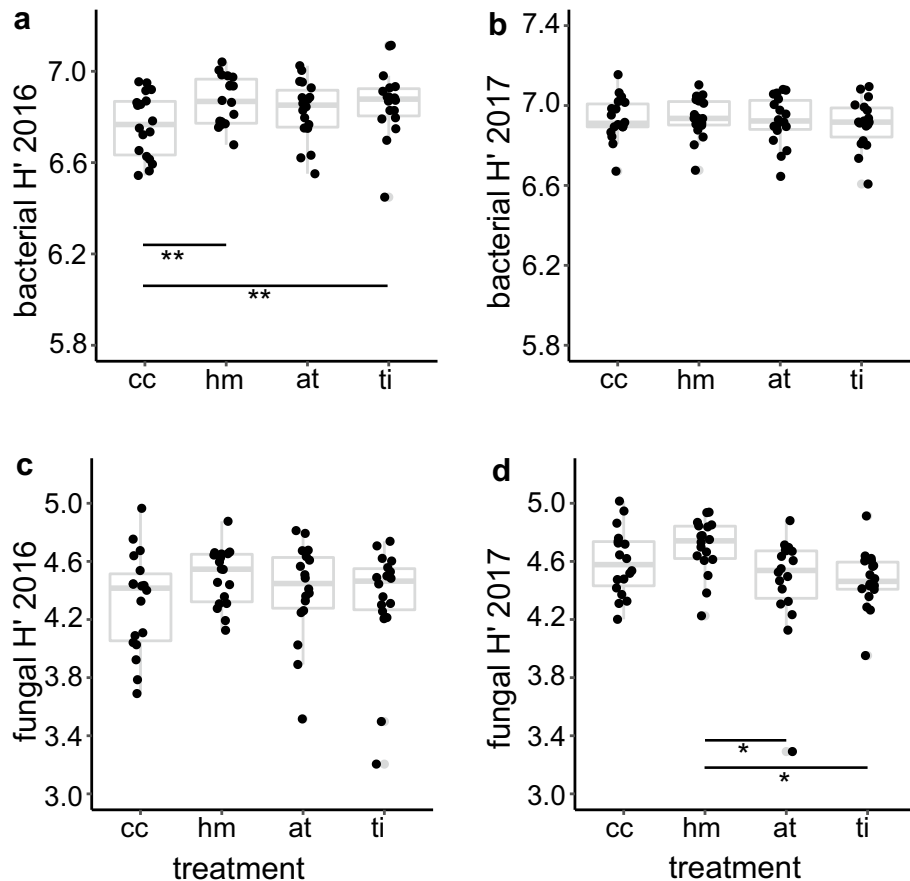 a
bacterial H' 2016
7.0
6.6
6.2
5.8
**
**
cc hm at ti
b
bacterial H' 2017
7.4
7.0
6.6
6.2
5.8
cc hm at ti
c
fungal H' 2016
5.0
4.6
4.2
3.8
3.4
3.0
cc hm at ti
treatment
d
fungal H' 2017
5.0
4.6
4.2
3.8
3.4
3.0
*
*
cc hm at ti
treatment